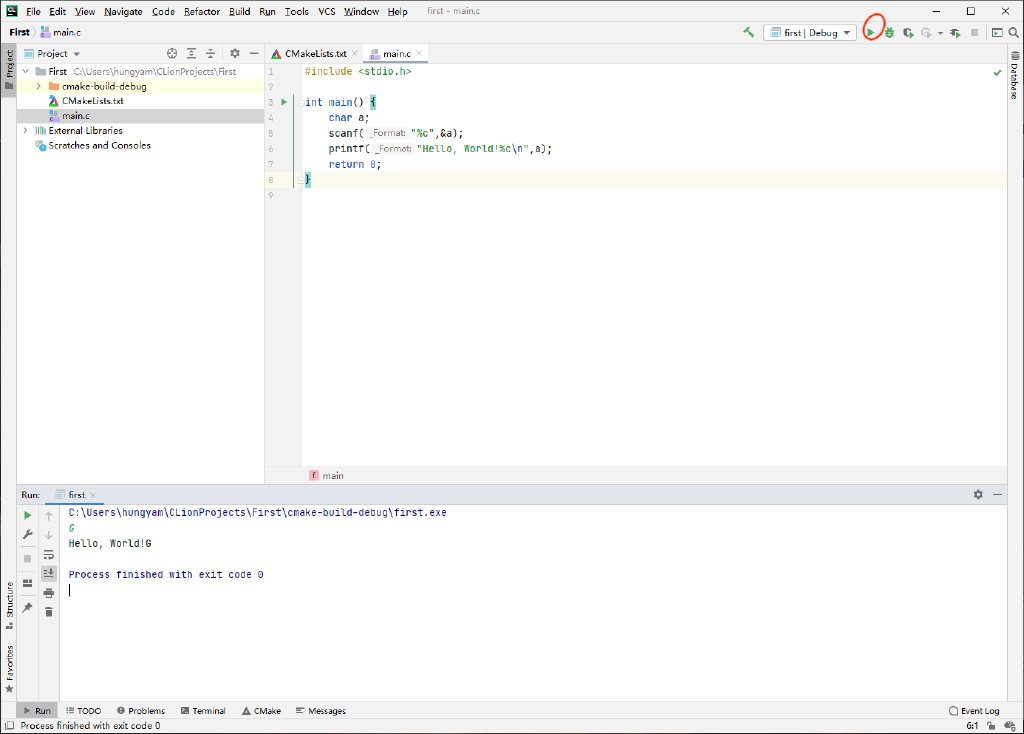 File Edit View Navigate Code Refactor Build Run Tools VCS Window Help first - main.c
First main.c
first | Debug
Project
Project
CMakeLists.txt
main.c
Database
First C:\Users\hungyam\CLionProjects\First
cmake-build-debug
CMakeLists.txt
main.c
External Libraries
Scratches and Consoles
1 #include <stdio.h>
2
3 int main() {
4 char a;
5 scanf( _Format: "%c",&a);
6 printf( _Format: "Hello, World!%c\n",a);
7 return 0;
8 }
9
f main
Run: first
C:\Users\hungyam\CLionProjects\First\cmake-build-debug\first.exe
G
Hello, World!G
Process finished with exit code 0
Structure
Favorites
Run TODO Problems Terminal CMake Messages Event Log
Process finished with exit code 0 6:1